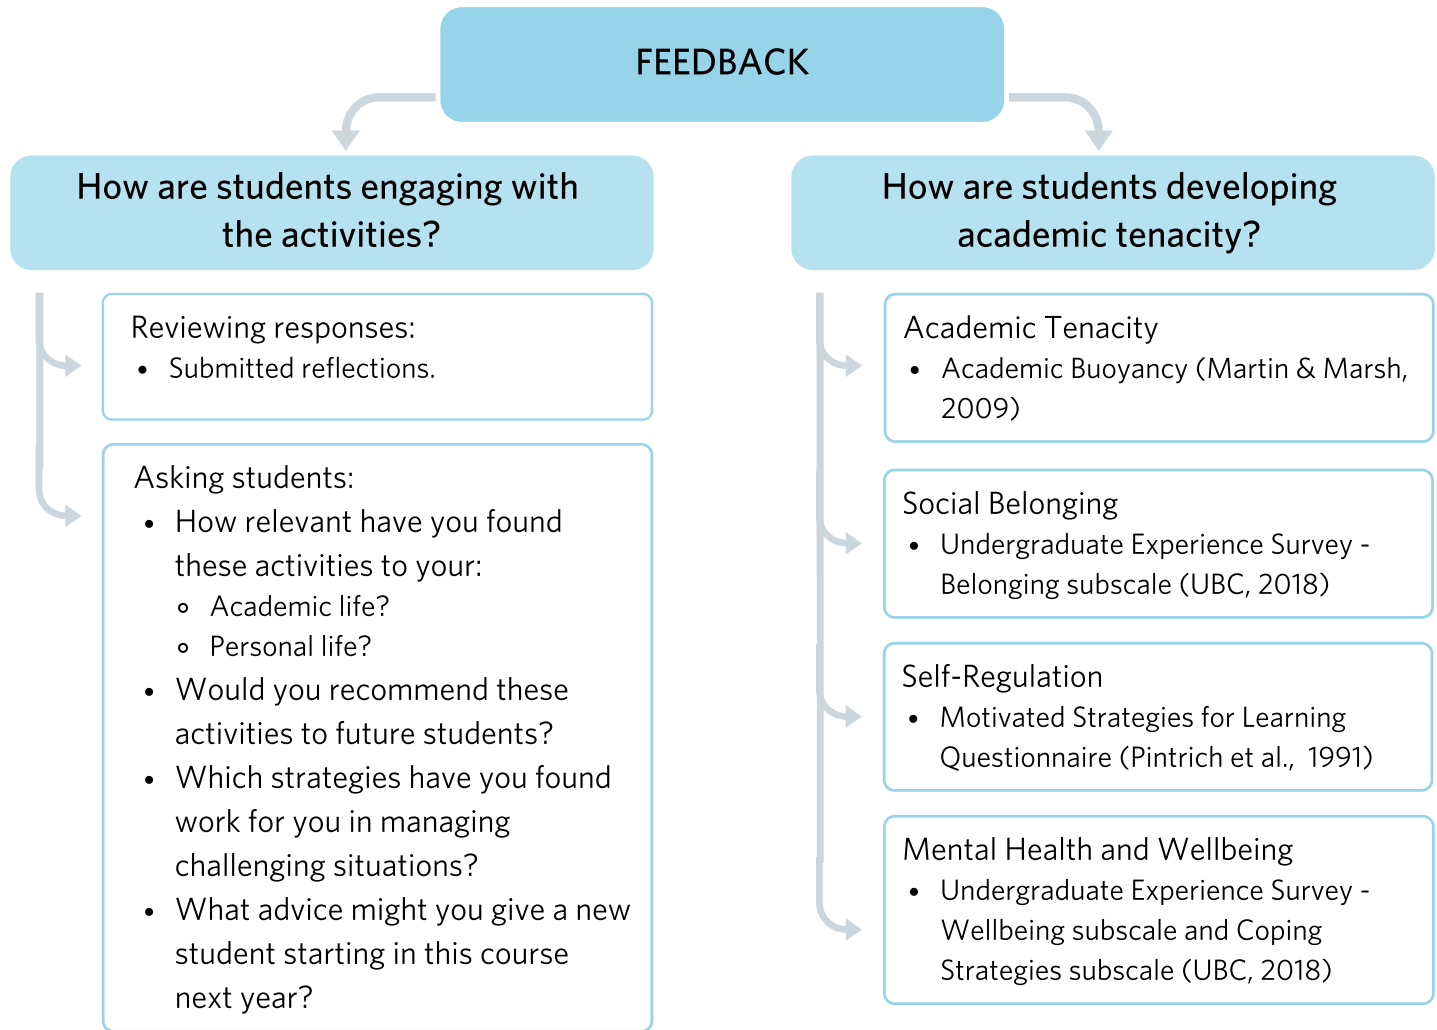 FEEDBACK
How are students engaging with
the activities?
Reviewing responses:
• Submitted reflections.
Asking students:
• How relevant have you found
these activities to your:
◦ Academic life?
◦ Personal life?
• Would you recommend these
activities to future students?
• Which strategies have you found
work for you in managing
challenging situations?
• What advice might you give a new
student starting in this course
next year?
How are students developing
academic tenacity?
Academic Tenacity
• Academic Buoyancy (Martin & Marsh,
2009)
Social Belonging
• Undergraduate Experience Survey -
Belonging subscale (UBC, 2018)
Self-Regulation
• Motivated Strategies for Learning
Questionnaire (Pintrich et al., 1991)
Mental Health and Wellbeing
• Undergraduate Experience Survey -
Wellbeing subscale and Coping
Strategies subscale (UBC, 2018)